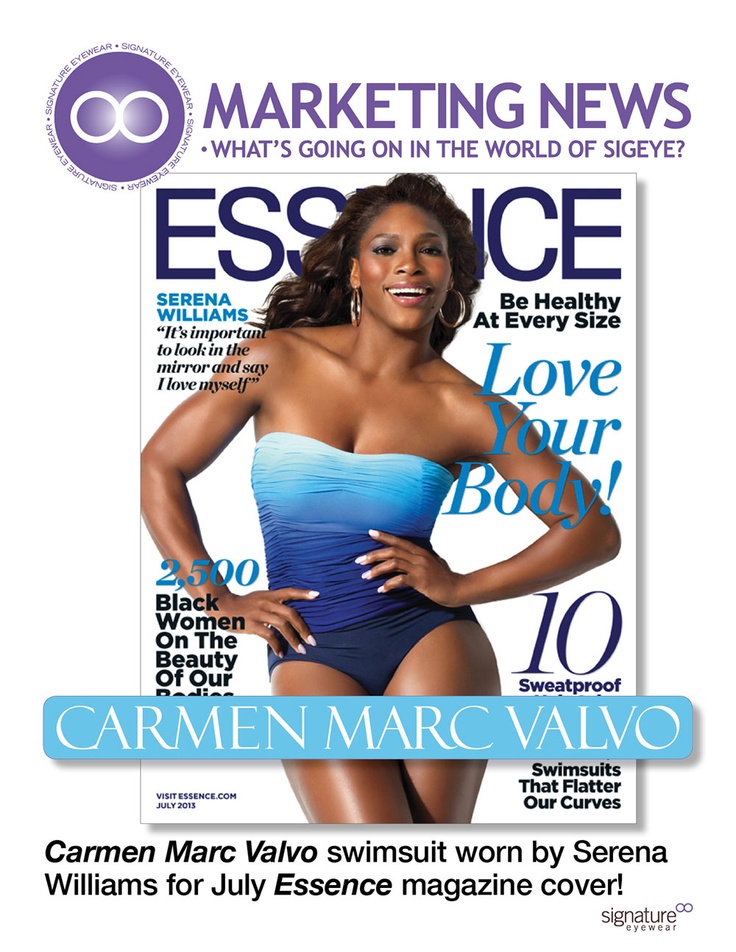 SIGNATURE EYEWEAR • SIGNATURE EYEWEAR • SIGNATURE EYEWEAR • SIGNATURE EYEWEAR •
MARKETING NEWS
• WHAT'S GOING ON IN THE WORLD OF SIGEYE?
ESSENCE
SERENA
WILLIAMS
"It's important
to look in the
mirror and say
I love myself"
Be Healthy
At Every Size
Love
Your
Body!
2,500
Black
Women
On The
Beauty
Of Our
Bodies
10
Sweatproof
CARMEN MARC VALVO
Swimsuits
That Flatter
Our Curves
VISIT ESSENCE.COM
JULY 2013
Carmen Marc Valvo swimsuit worn by Serena
Williams for July Essence magazine cover!
signature
eyewear